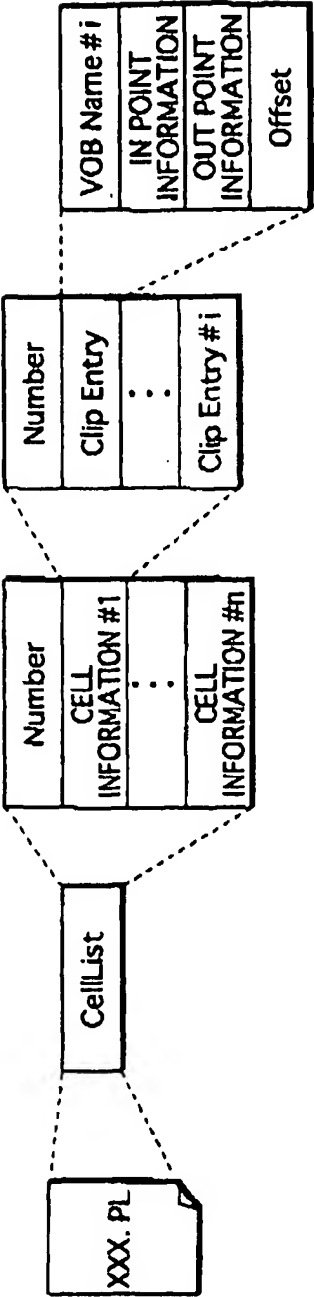 XXX. PL
CellList
Number
CELL
INFORMATION #1
...
CELL
INFORMATION #n
Number
Clip Entry
...
Clip Entry # i
VOB Name # i
IN POINT
INFORMATION
OUT POINT
INFORMATION
Offset